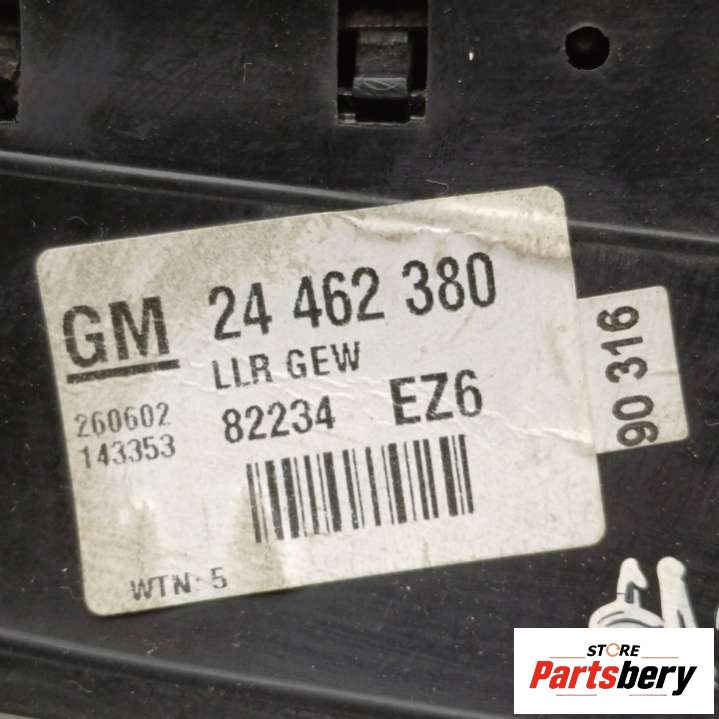 GM 24 462 380
LLR GEW
260602 82234 EZ6
143353
WTN: 5
90 316
STORE
Partsbery